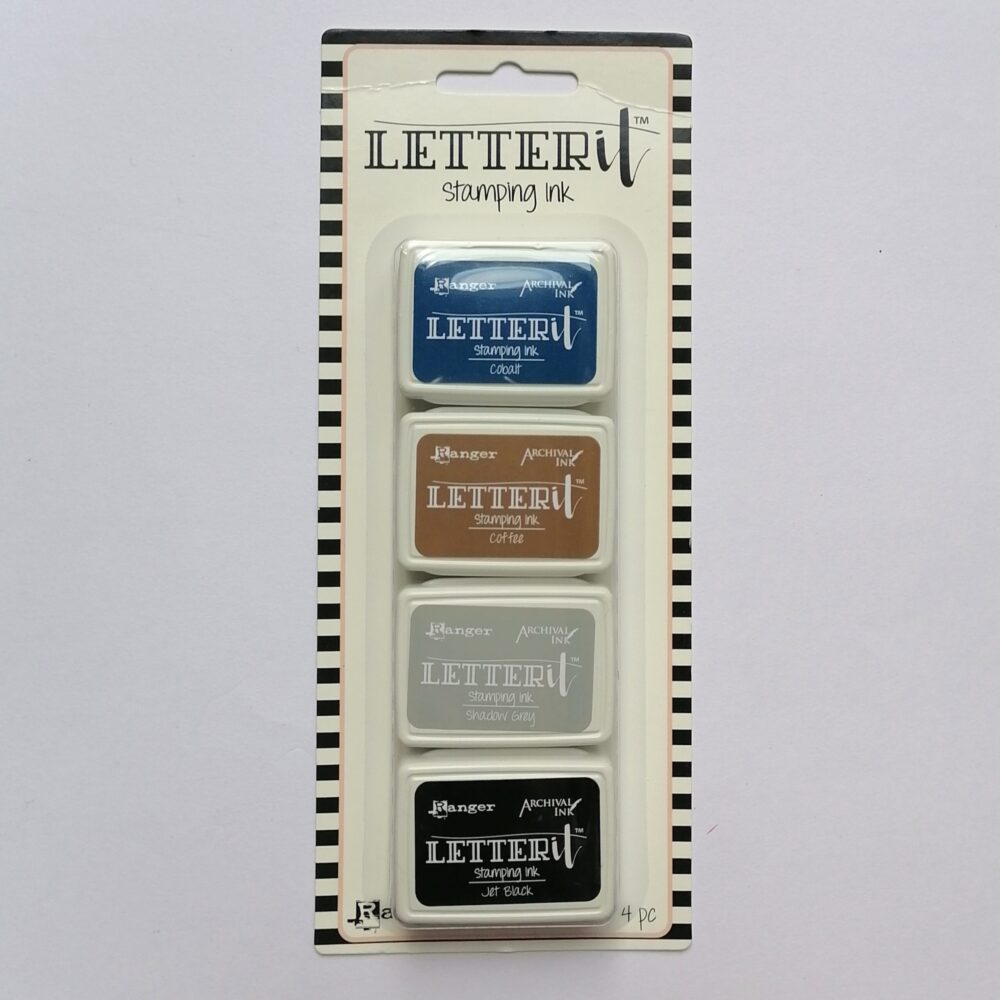 LETTERit™
Stamping Ink
Ranger ARCHIVAL INK
LETTERit™
Stamping Ink
Cobalt
Ranger ARCHIVAL INK
LETTERit™
Stamping Ink
Coffee
Ranger ARCHIVAL INK
LETTERit™
Stamping Ink
Shadow Grey
Ranger ARCHIVAL INK
LETTERit™
Stamping Ink
Jet Black
Ra 4 pc